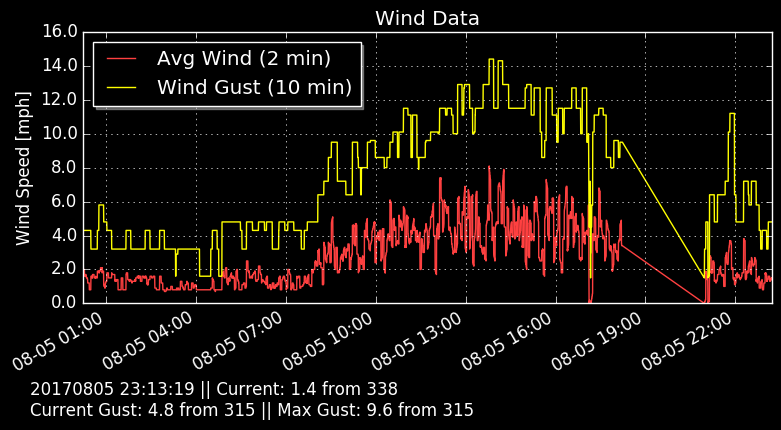 Wind Data
Avg Wind (2 min)
Wind Gust (10 min)
Wind Speed [mph]
16.0
14.0
12.0
10.0
8.0
6.0
4.0
2.0
0.0
08-05 01:00
08-05 04:00
08-05 07:00
08-05 10:00
08-05 13:00
08-05 16:00
08-05 19:00
08-05 22:00
20170805 23:13:19 || Current: 1.4 from 338
Current Gust: 4.8 from 315 || Max Gust: 9.6 from 315